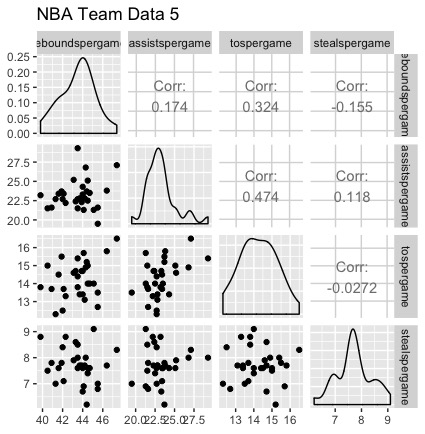 NBA Team Data 5
eboundspergame assistspergame tospergame stealspergame
0.25
0.20
0.15
0.10
0.05
0.00
Corr:
0.174
Corr:
0.324
Corr:
-0.155
eboundspergam
27.5
25.0
22.5
20.0
Corr:
0.474
Corr:
0.118
assistspergame
16
15
14
13
Corr:
-0.0272
tospergame
9
8
7
stealspergame
40 42 44 46 20.0 22.5 25.0 27.5 13 14 15 16 7 8 9